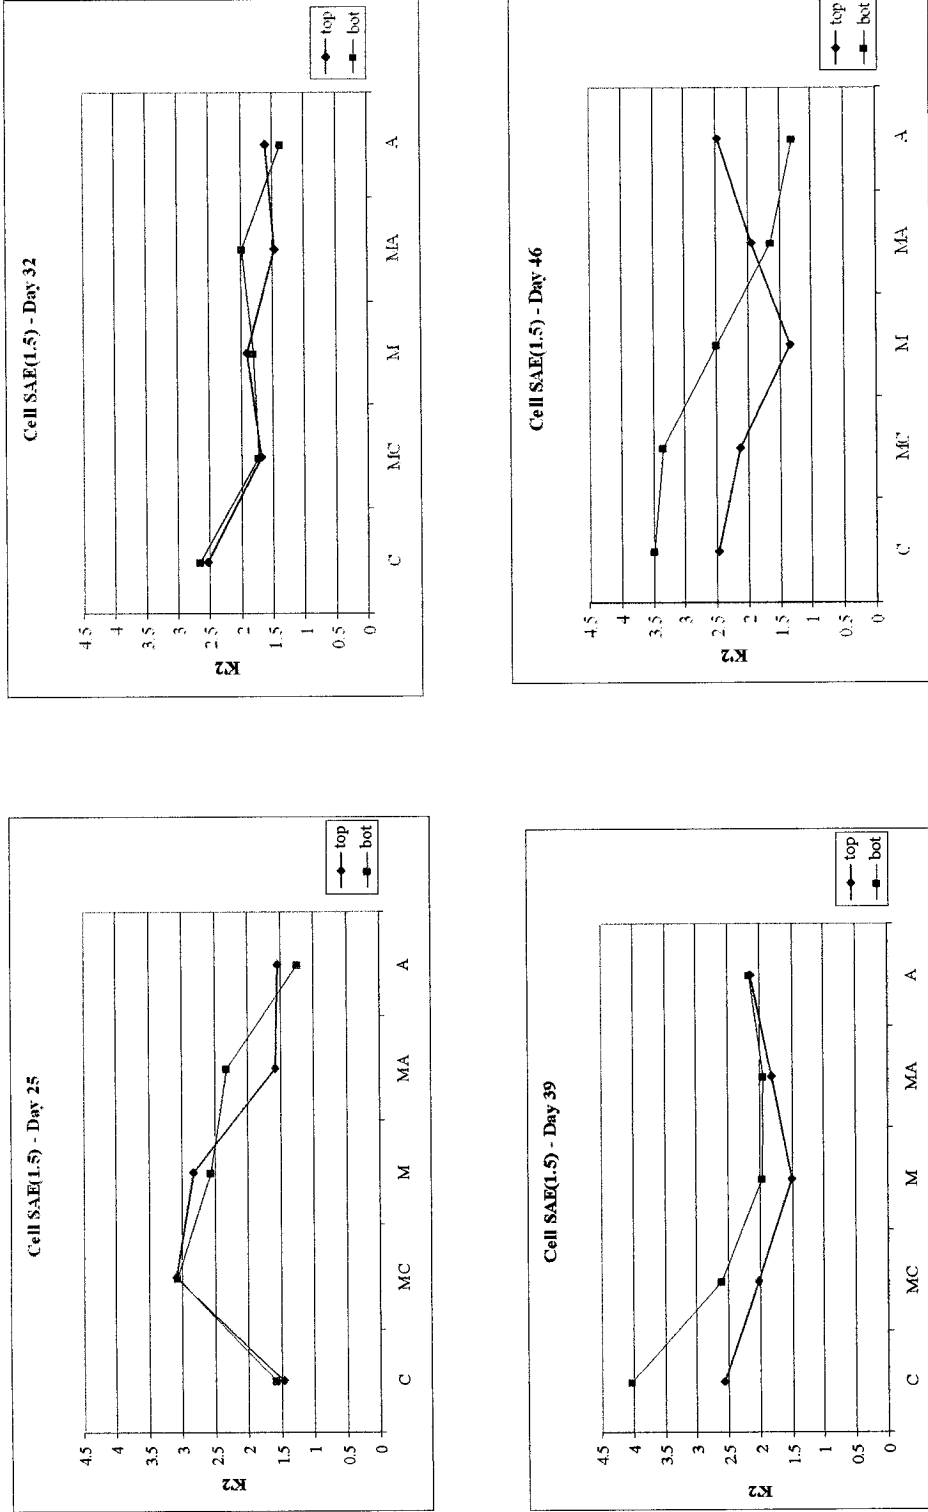 Cell SAE(1.5) - Day 25
4.5
4
3.5
3
2.5
2
1.5
1
0.5
0
K'2
C MC M MA A
top
bot
Cell SAE(1.5) - Day 32
4.5
4
3.5
3
2.5
2
1.5
1
0.5
0
K'2
C MC M MA A
top
bot
Cell SAE(1.5) - Day 39
4.5
4
3.5
3
2.5
2
1.5
1
0.5
0
K'2
C MC M MA A
top
bot
Cell SAE(1.5) - Day 46
4.5
4
3.5
3
2.5
2
1.5
1
0.5
0
K'2
C MC M MA A
top
bot